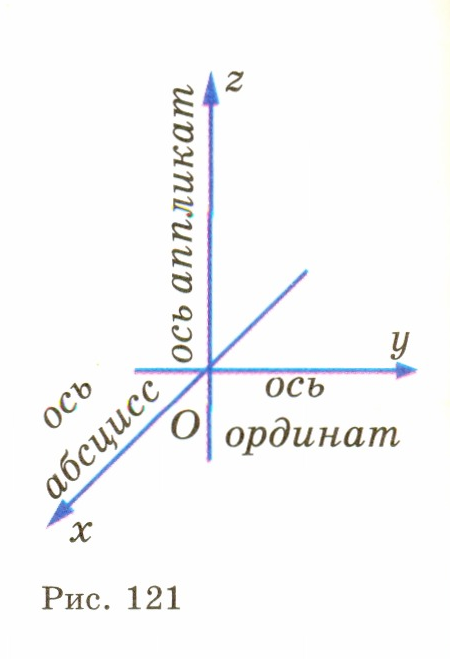 z
ось аппликат
y
ось
ординат
O
ось
абсцисс
x
Рис. 121